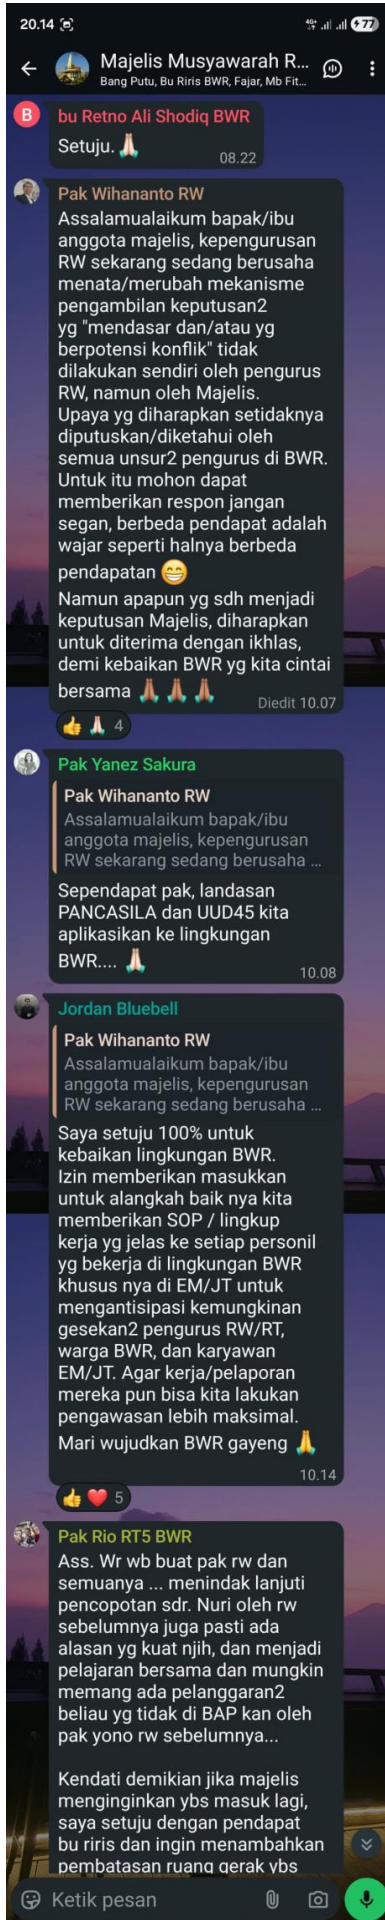 20.14
4G+
77
Majelis Musyawarah R...
Bang Putu, Bu Riris BWR, Fajar, Mb Fit...
B
bu Retno Ali Shodiq BWR
Setuju. 🙏🏻
08.22
Pak Wihananto RW
Assalamualaikum bapak/ibu
anggota majelis, kepengurusan
RW sekarang sedang berusaha
menata/merubah mekanisme
pengambilan keputusan2
yg "mendasar dan/atau yg
berpotensi konflik" tidak
dilakukan sendiri oleh pengurus
RW, namun oleh Majelis.
Upaya yg diharapkan setidaknya
diputuskan/diketahui oleh
semua unsur2 pengurus di BWR.
Untuk itu mohon dapat
memberikan respon jangan
segan, berbeda pendapat adalah
wajar seperti halnya berbeda
pendapatan 😁
Namun apapun yg sdh menjadi
keputusan Majelis, diharapkan
untuk diterima dengan ikhlas,
demi kebaikan BWR yg kita cintai
bersama 🙏🏽 🙏🏽 🙏🏽
Diedit 10.07
👍 🙏🏻 4
Pak Yanez Sakura
Pak Wihananto RW
Assalamualaikum bapak/ibu
anggota majelis, kepengurusan
RW sekarang sedang berusaha ...
Sependapat pak, landasan
PANCASILA dan UUD45 kita
aplikasikan ke lingkungan
BWR.... 🙏🏻
10.08
Jordan Bluebell
Pak Wihananto RW
Assalamualaikum bapak/ibu
anggota majelis, kepengurusan
RW sekarang sedang berusaha ...
Saya setuju 100% untuk
kebaikan lingkungan BWR.
Izin memberikan masukkan
untuk alangkah baik nya kita
memberikan SOP / lingkup
kerja yg jelas ke setiap personil
yg bekerja di lingkungan BWR
khusus nya di EM/JT untuk
mengantisipasi kemungkinan
gesekan2 pengurus RW/RT,
warga BWR, dan karyawan
EM/JT. Agar kerja/pelaporan
mereka pun bisa kita lakukan
pengawasan lebih maksimal.
Mari wujudkan BWR gayeng 🙏
10.14
👍 ❤️ 5
Pak Rio RT5 BWR
Ass. Wr wb buat pak rw dan
semuanya ... menindak lanjuti
pencopotan sdr. Nuri oleh rw
sebelumnya juga pasti ada
alasan yg kuat njih, dan menjadi
pelajaran bersama dan mungkin
memang ada pelanggaran2
beliau yg tidak di BAP kan oleh
pak yono rw sebelumnya...
Kendati demikian jika majelis
menginginkan ybs masuk lagi,
saya setuju dengan pendapat
bu riris dan ingin menambahkan
pembatasan ruang gerak ybs
Ketik pesan